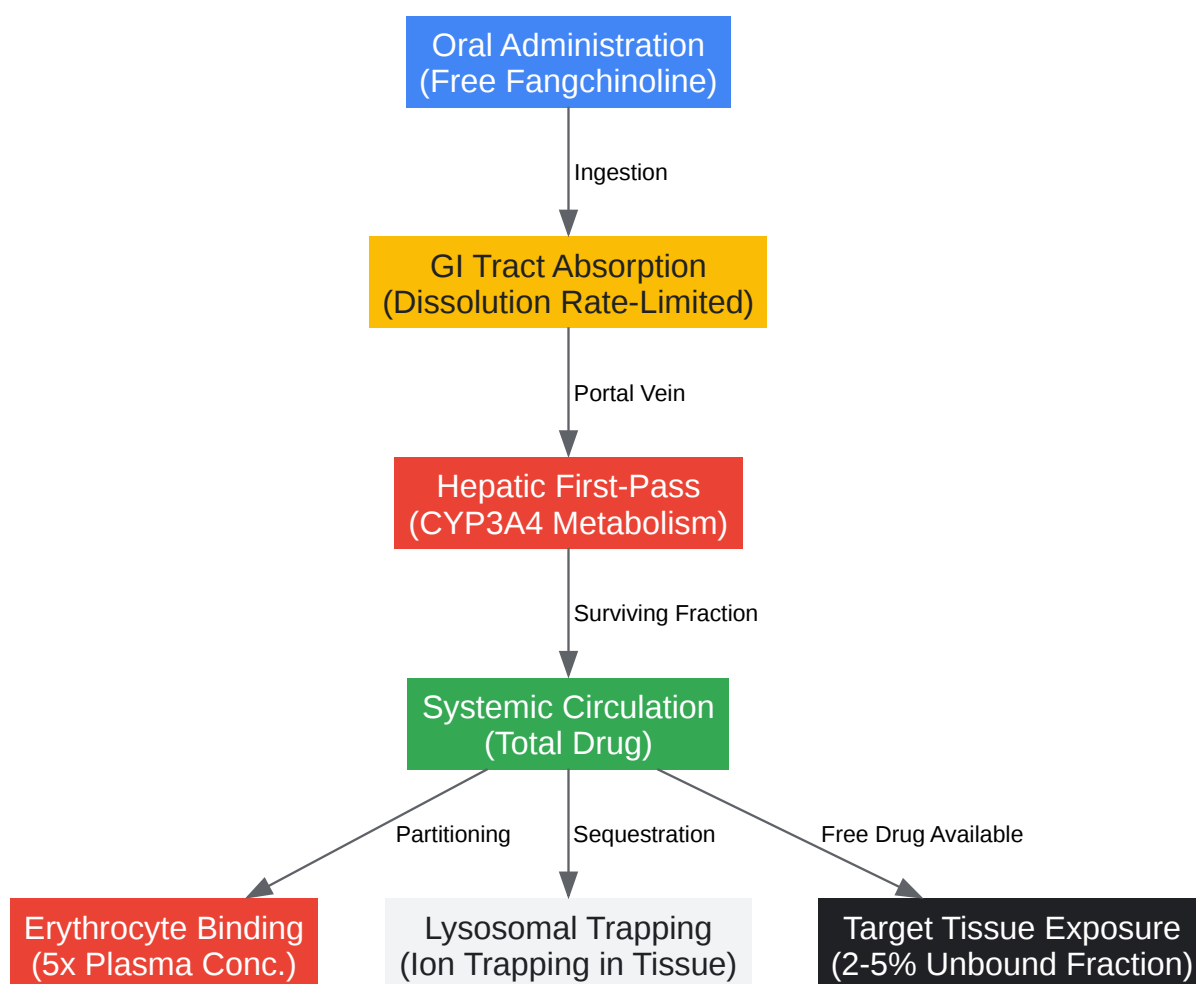 Oral Administration
(Free Fangchinoline)
Ingestion
GI Tract Absorption
(Dissolution Rate-Limited)
Portal Vein
Hepatic First-Pass
(CYP3A4 Metabolism)
Surviving Fraction
Systemic Circulation
(Total Drug)
Partitioning
Sequestration
Free Drug Available
Erythrocyte Binding
(5x Plasma Conc.)
Lysosomal Trapping
(Ion Trapping in Tissue)
Target Tissue Exposure
(2-5% Unbound Fraction)